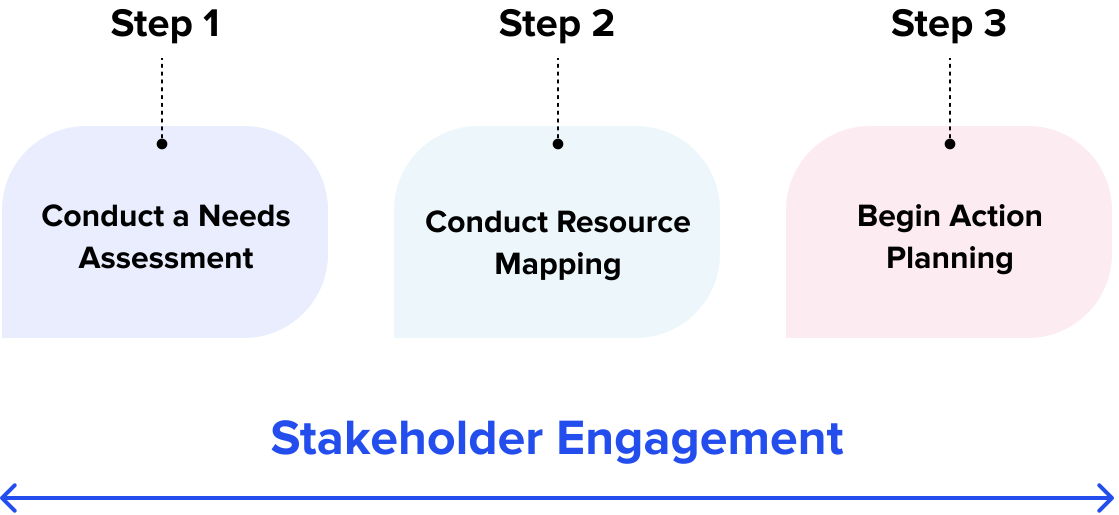 Step 1
Step 2
Step 3
Conduct a Needs
Assessment
Conduct Resource
Mapping
Begin Action
Planning
Stakeholder Engagement